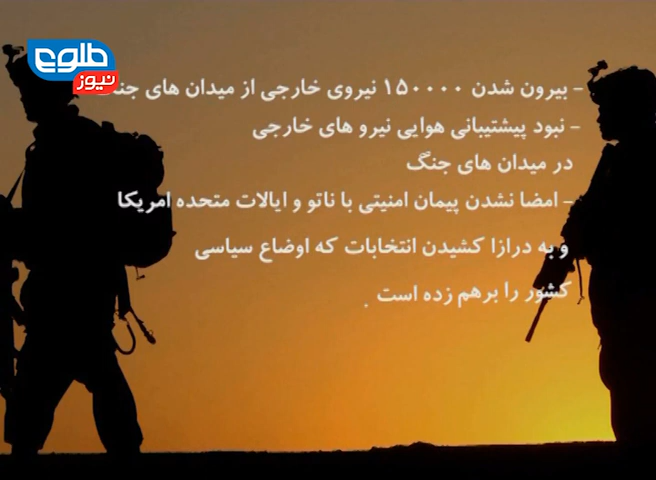 طلوع
نیوز
- بیرون شدن ۱۵۰۰۰۰ نیروی خارجی از میدان های
- نبود پیشتیبانی هوایی نیرو های خارجی
در میدان های جنگ
- امضا نشدن پیمان امنیتی با ناتو و ایالات متحده امریکا
و به درازا کشیدن انتخابات که اوضاع سیاسی
کشور را برهم زده است .